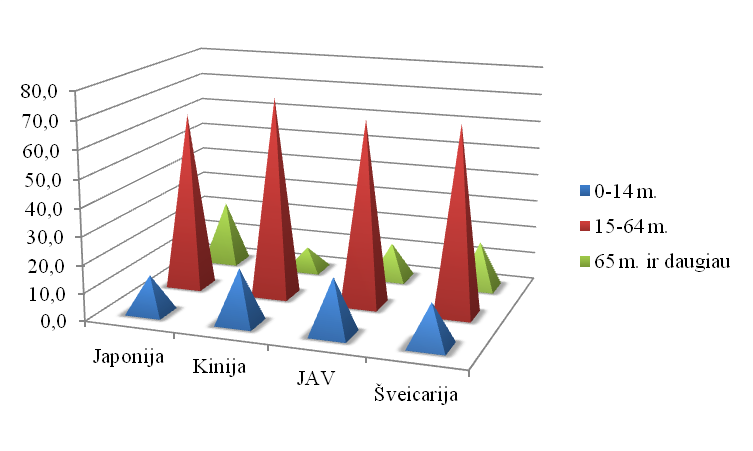 80,0
70,0
60,0
50,0
40,0
30,0
20,0
10,0
0,0
Japonija
Kinija
JAV
Šveicarija
0-14 m.
15-64 m.
65 m. ir daugiau